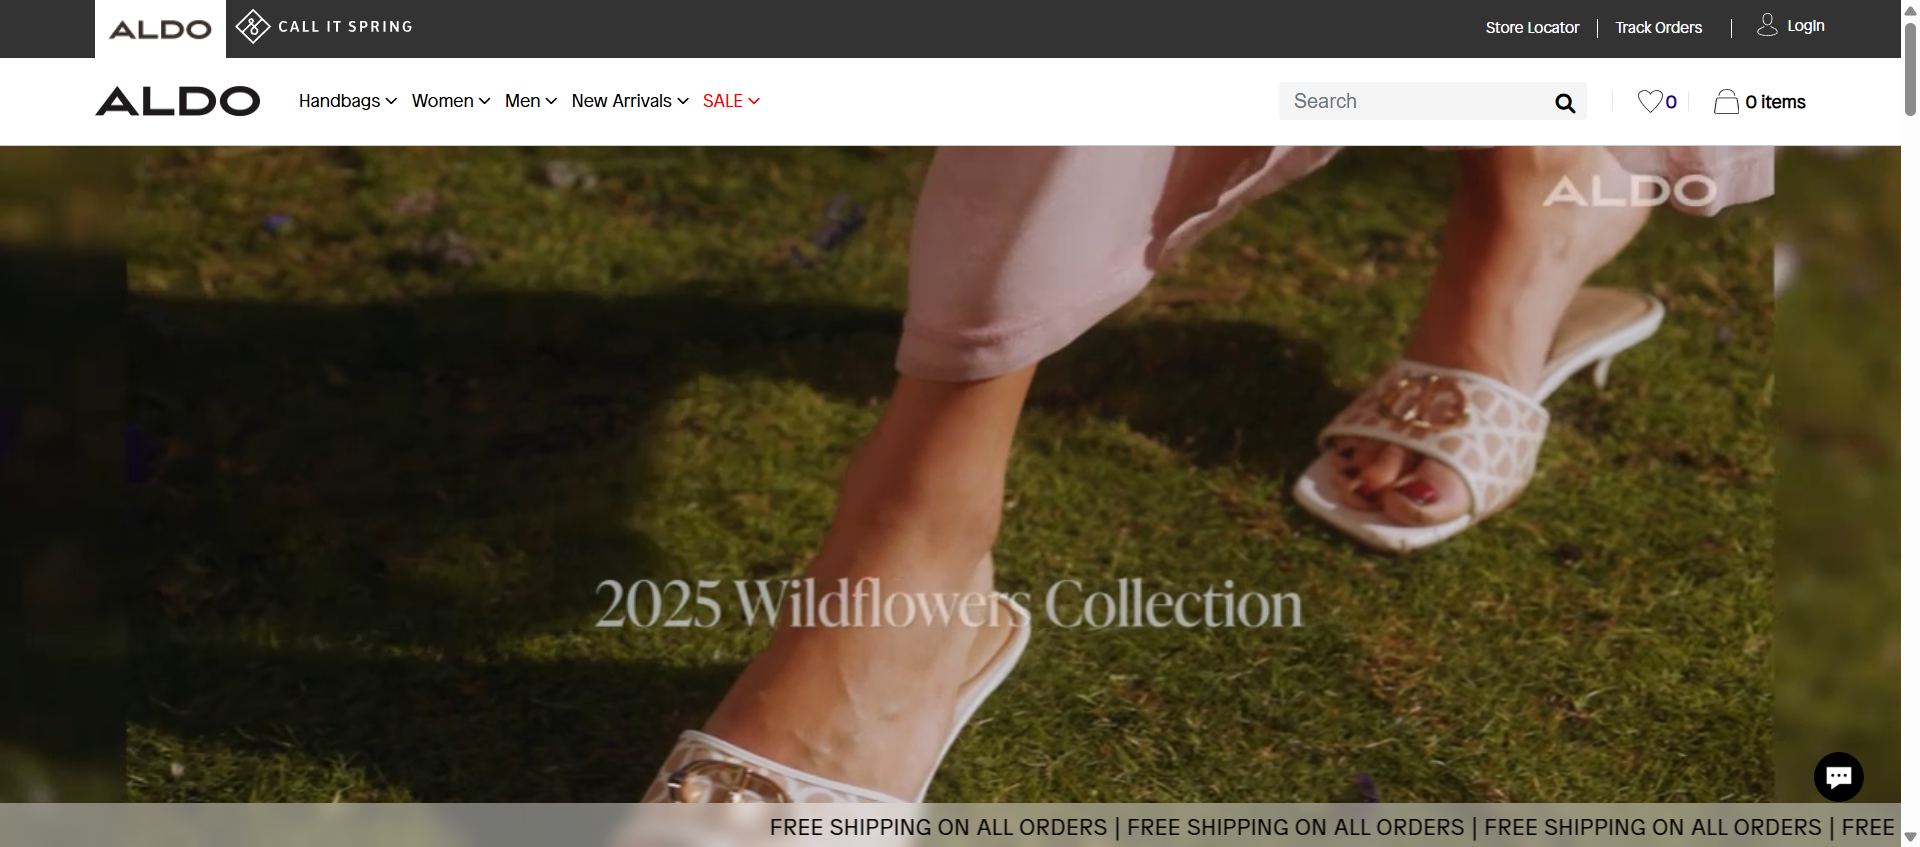 ALDO
CALL IT SPRING
Store Locator
Track Orders
Login
ALDO
Handbags
Women
Men
New Arrivals
SALE
Search
0
0 items
ALDO
2025 Wildflowers Collection
FREE SHIPPING ON ALL ORDERS | FREE SHIPPING ON ALL ORDERS | FREE SHIPPING ON ALL ORDERS | FREE